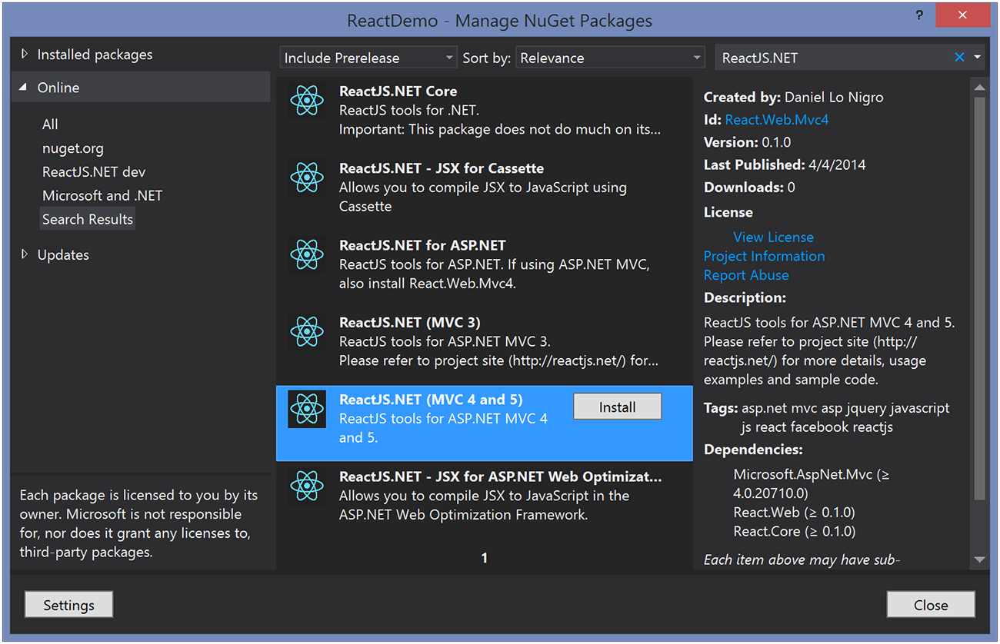 ReactDemo - Manage NuGet Packages
?
Installed packages
Online
All
nuget.org
ReactJS.NET dev
Microsoft and .NET
Search Results
Updates
Each package is licensed to you by its
owner. Microsoft is not responsible
for, nor does it grant any licenses to,
third-party packages.
Include Prerelease
Sort by:
Relevance
ReactJS.NET
ReactJS.NET Core
ReactJS tools for .NET.
Important: This package does not do much on its...
ReactJS.NET - JSX for Cassette
Allows you to compile JSX to JavaScript using
Cassette
ReactJS.NET for ASP.NET
ReactJS tools for ASP.NET. If using ASP.NET MVC,
also install React.Web.Mvc4.
ReactJS.NET (MVC 3)
ReactJS tools for ASP.NET MVC 3.
Please refer to project site (http://reactjs.net/) for...
ReactJS.NET (MVC 4 and 5)
ReactJS tools for ASP.NET MVC 4
and 5.
Install
ReactJS.NET - JSX for ASP.NET Web Optimizat...
Allows you to compile JSX to JavaScript in the
ASP.NET Web Optimization Framework.
1
Created by: Daniel Lo Nigro
Id: React.Web.Mvc4
Version: 0.1.0
Last Published: 4/4/2014
Downloads: 0
License
View License
Project Information
Report Abuse
Description:
ReactJS tools for ASP.NET MVC 4 and 5.
Please refer to project site (http://
reactjs.net/) for more details, usage
examples and sample code.
Tags: asp.net mvc asp jquery javascript
js react facebook reactjs
Dependencies:
Microsoft.AspNet.Mvc (≥
4.0.20710.0)
React.Web (≥ 0.1.0)
React.Core (≥ 0.1.0)
Each item above may have sub-
Settings
Close